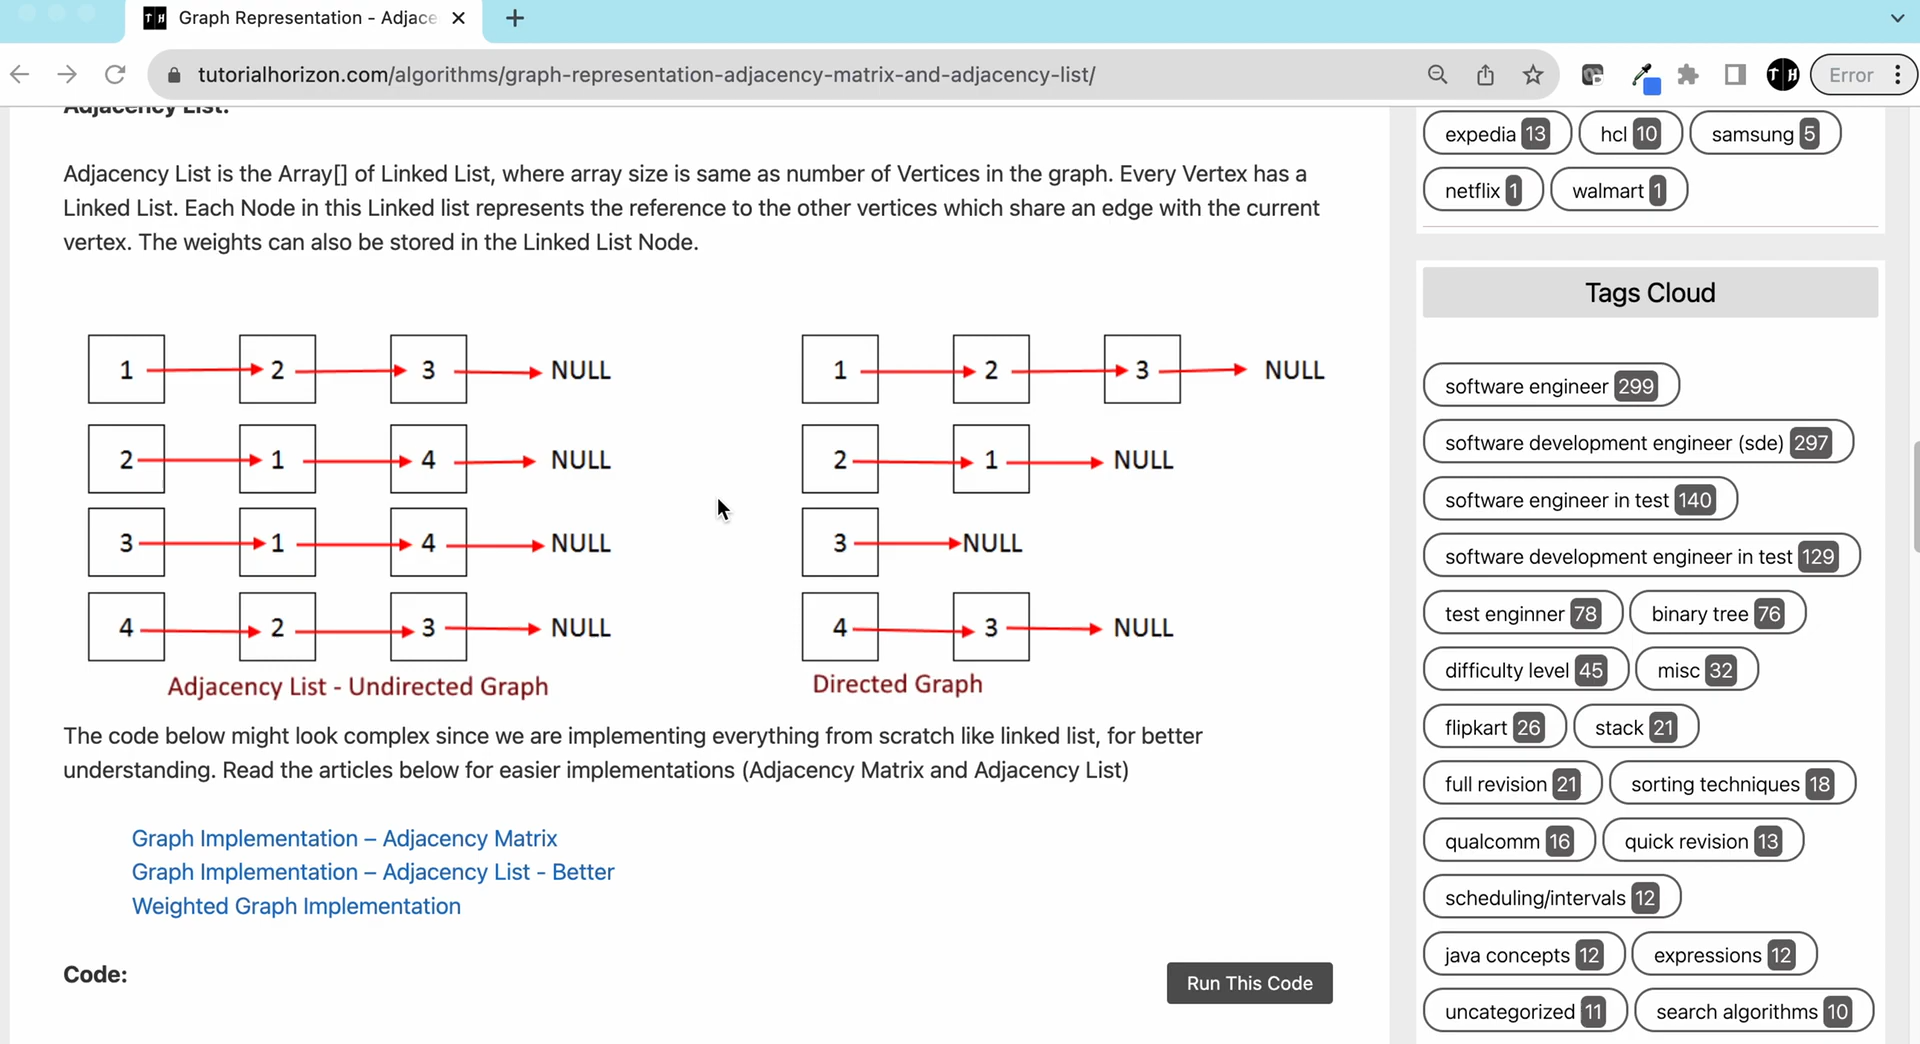 Graph Representation - Adjace
tutorialhorizon.com/algorithms/graph-representation-adjacency-matrix-and-adjacency-list/
Error
Adjacency List:
Adjacency List is the Array[] of Linked List, where array size is same as number of Vertices in the graph. Every Vertex has a
Linked List. Each Node in this Linked list represents the reference to the other vertices which share an edge with the current
vertex. The weights can also be stored in the Linked List Node.
1 2 3 NULL
2 1 4 NULL
3 1 4 NULL
4 2 3 NULL
Adjacency List - Undirected Graph
1 2 3 NULL
2 1 NULL
3 NULL
4 3 NULL
Directed Graph
The code below might look complex since we are implementing everything from scratch like linked list, for better
understanding. Read the articles below for easier implementations (Adjacency Matrix and Adjacency List)
Graph Implementation – Adjacency Matrix
Graph Implementation – Adjacency List - Better
Weighted Graph Implementation
Code:
Run This Code
expedia 13 hcl 10 samsung 5
netflix 1 walmart 1
Tags Cloud
software engineer 299
software development engineer (sde) 297
software engineer in test 140
software development engineer in test 129
test enginner 78 binary tree 76
difficulty level 45 misc 32
flipkart 26 stack 21
full revision 21 sorting techniques 18
qualcomm 16 quick revision 13
scheduling/intervals 12
java concepts 12 expressions 12
uncategorized 11 search algorithms 10